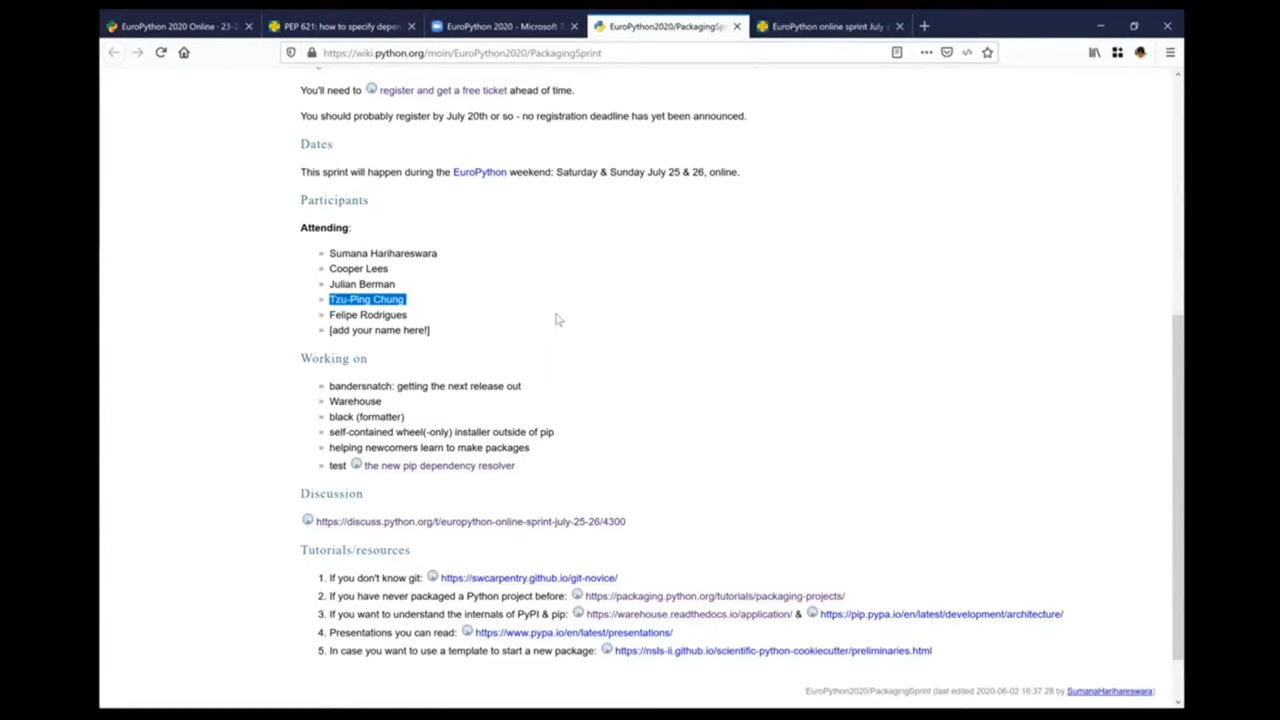 EuroPython 2020 Online · 23-2
PEP 621: how to specify depen
EuroPython 2020 - Microsoft
EuroPython2020/PackagingSp
EuroPython online sprint July
https://wiki.python.org/moin/EuroPython2020/PackagingSprint
You'll need to register and get a free ticket ahead of time.
You should probably register by July 20th or so - no registration deadline has yet been announced.
Dates
This sprint will happen during the EuroPython weekend: Saturday & Sunday July 25 & 26, online.
Participants
Attending:
» Sumana Harihareswara
» Cooper Lees
» Julian Berman
» Tzu-Ping Chung
» Felipe Rodrigues
» [add your name here!]
Working on
» bandersnatch: getting the next release out
» Warehouse
» black (formatter)
» self-contained wheel(-only) installer outside of pip
» helping newcomers learn to make packages
» test the new pip dependency resolver
Discussion
https://discuss.python.org/t/europython-online-sprint-july-25-26/4300
Tutorials/resources
1. If you don't know git: https://swcarpentry.github.io/git-novice/
2. If you have never packaged a Python project before: https://packaging.python.org/tutorials/packaging-projects/
3. If you want to understand the internals of PyPI & pip: https://warehouse.readthedocs.io/application/ & https://pip.pypa.io/en/latest/development/architecture/
4. Presentations you can read: https://www.pypa.io/en/latest/presentations/
5. In case you want to use a template to start a new package: https://nsls-ii.github.io/scientific-python-cookiecutter/preliminaries.html
EuroPython2020/PackagingSprint (last edited 2020-06-02 16:37:28 by SumanaHarihareswara)